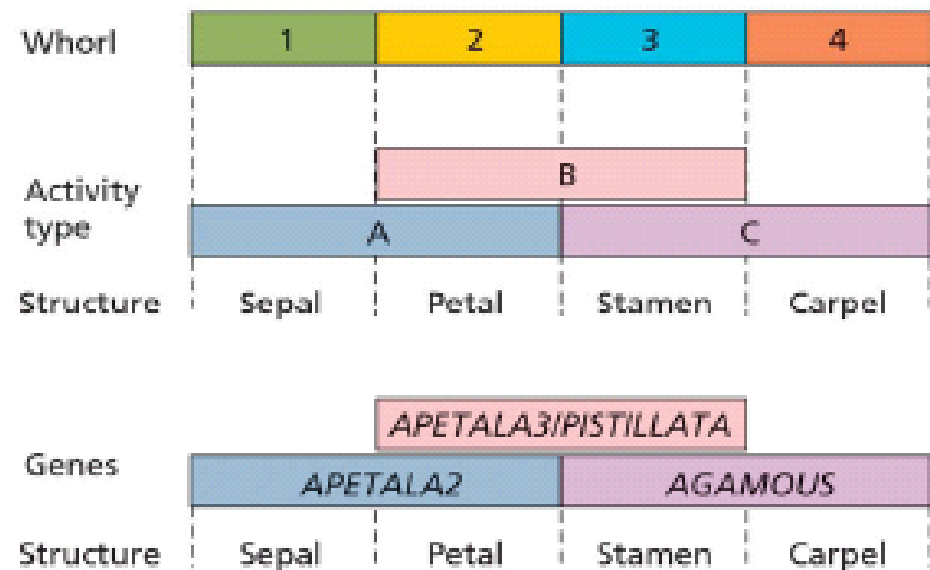 Whorl 1 2 3 4
B
Activity
type
A C
Structure Sepal Petal Stamen Carpel
APETALA3/PISTILLATA
Genes
APETALA2 AGAMOUS
Structure Sepal Petal Stamen Carpel